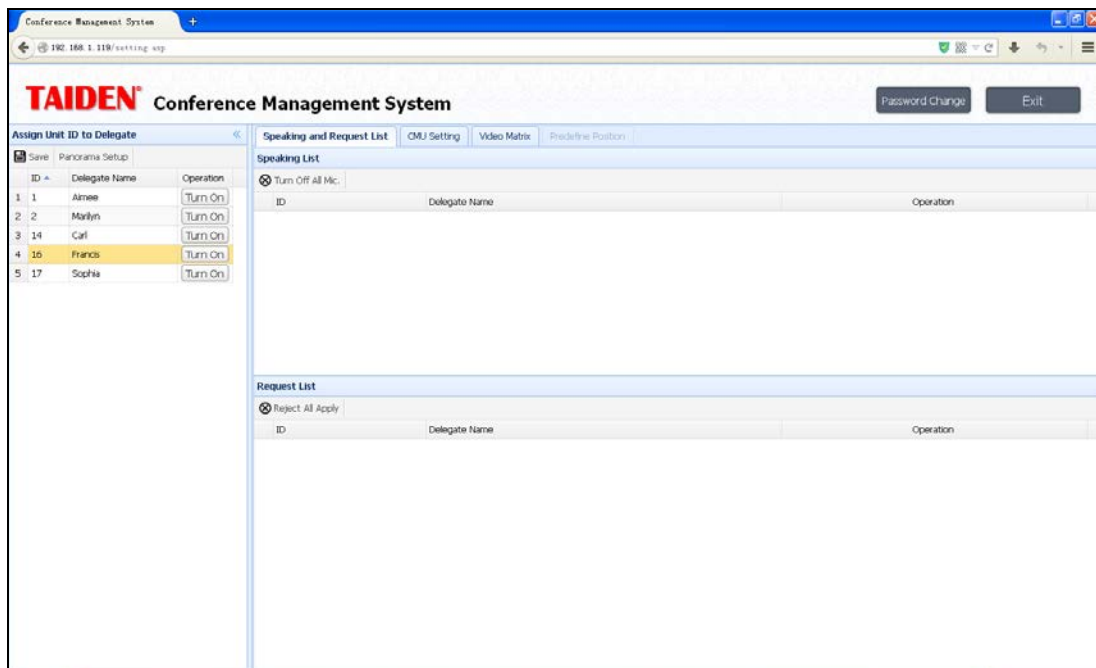 Conference Management System
+
192.168.1.119/setting.asp
TAIDEN® Conference Management System
Password Change
Exit
Assign Unit ID to Delegate
Save Panorama Setup
ID Delegate Name Operation
1 1 Aimee Turn On
2 2 Marilyn Turn On
3 14 Carl Turn On
4 16 Francis Turn On
5 17 Sophia Turn On
Speaking and Request List CMU Setting Video Matrix Predefine Position
Speaking List
Turn Off All Mic.
ID Delegate Name Operation
Request List
Reject All Apply
ID Delegate Name Operation